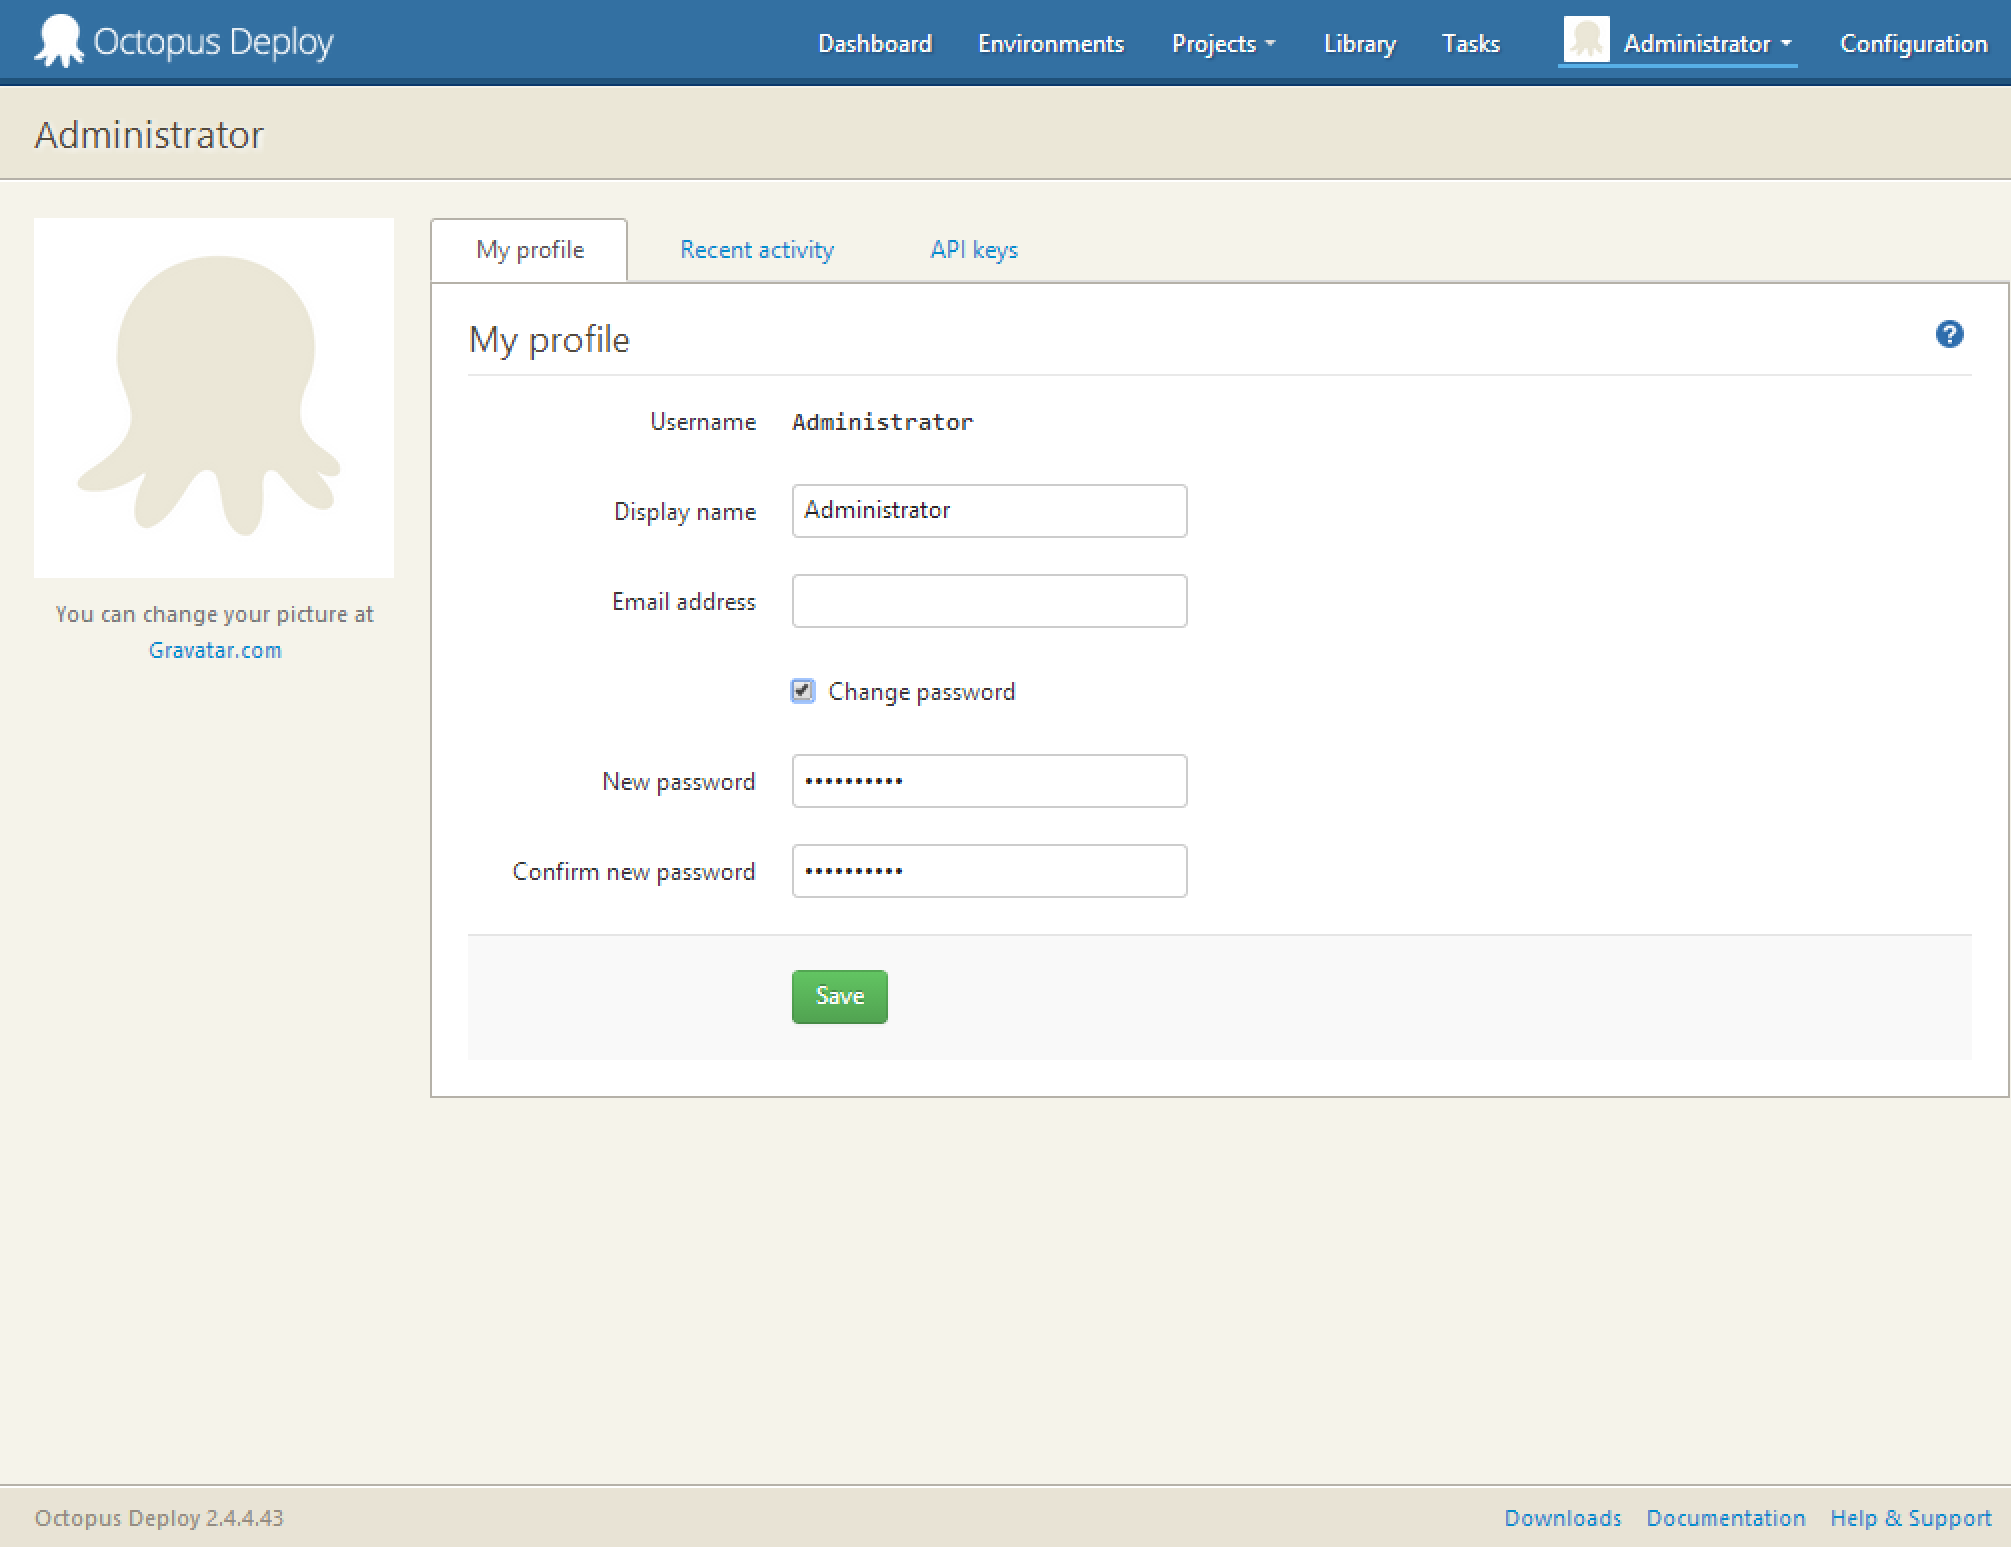 Octopus Deploy
Dashboard Environments Projects Library Tasks Administrator Configuration
Administrator
You can change your picture at
Gravatar.com
My profile Recent activity API keys
My profile
?
Username Administrator
Display name Administrator
Email address
Change password
New password ••••••••••
Confirm new password ••••••••••
Save
Octopus Deploy 2.4.4.43
Downloads Documentation Help & Support